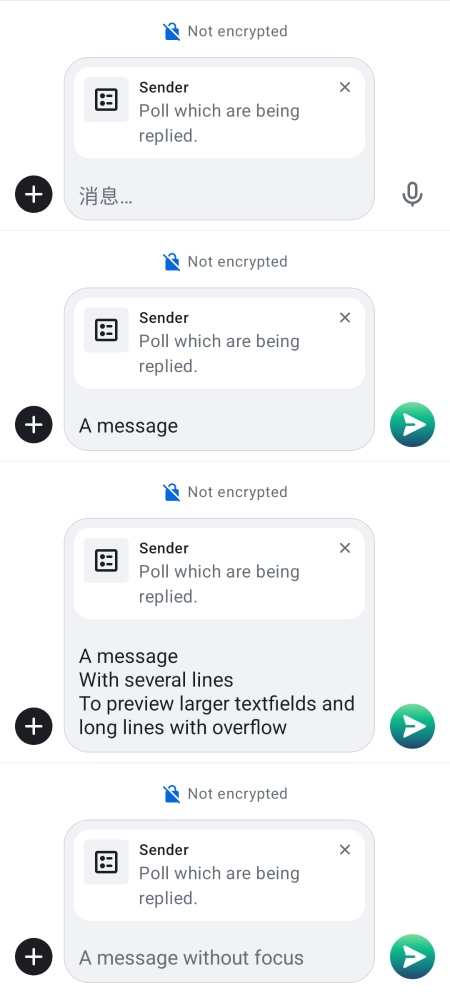 Not encrypted
Sender
Poll which are being
replied.
消息…
Not encrypted
Sender
Poll which are being
replied.
A message
Not encrypted
Sender
Poll which are being
replied.
A message
With several lines
To preview larger textfields and
long lines with overflow
Not encrypted
Sender
Poll which are being
replied.
A message without focus